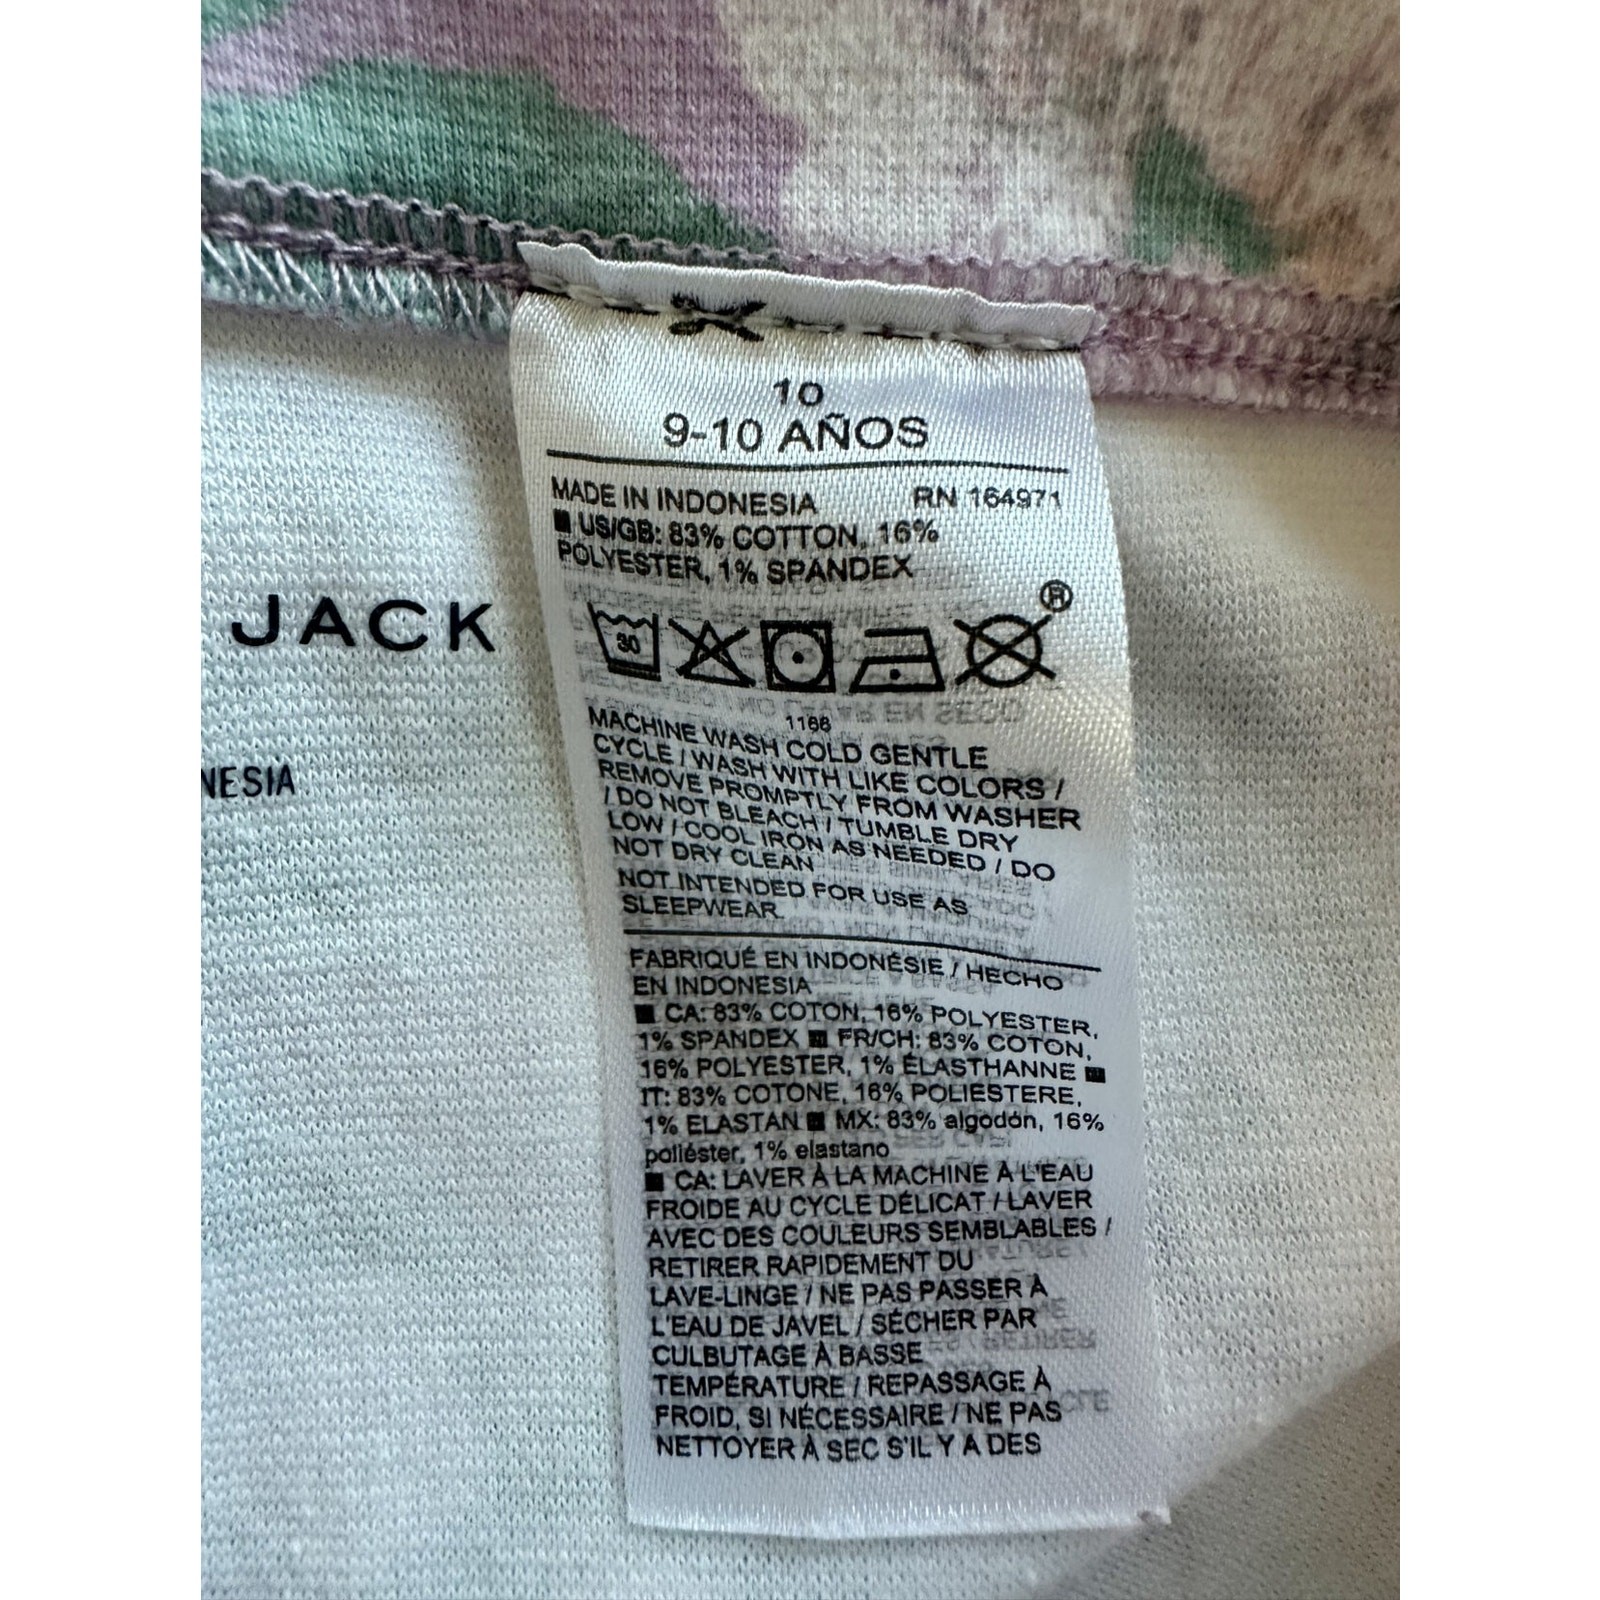 10
9-10 AÑOS
MADE IN INDONESIA RN 164971
■ US/GB: 83% COTTON, 16%
POLYESTER, 1% SPANDEX
®
30
JACK
1166
MACHINE WASH COLD GENTLE
CYCLE / WASH WITH LIKE COLORS /
REMOVE PROMPTLY FROM WASHER
/ DO NOT BLEACH / TUMBLE DRY
LOW / COOL IRON AS NEEDED / DO
NOT DRY CLEAN
NESIA
NOT INTENDED FOR USE AS
SLEEPWEAR.
FABRIQUÉ EN INDONÉSIE / HECHO
EN INDONESIA
■ CA: 83% COTON, 16% POLYESTER,
1% SPANDEX ■ FR/CH: 83% COTON,
16% POLYESTER, 1% ÉLASTHANNE ■
IT: 83% COTONE, 16% POLIESTERE,
1% ELASTAN ■ MX: 83% algodón, 16%
poliéster, 1% elastano
■ CA: LAVER À LA MACHINE À L'EAU
FROIDE AU CYCLE DÉLICAT / LAVER
AVEC DES COULEURS SEMBLABLES /
RETIRER RAPIDEMENT DU
LAVE-LINGE / NE PAS PASSER À
L'EAU DE JAVEL / SÉCHER PAR
CULBUTAGE À BASSE
TEMPÉRATURE / REPASSAGE À
FROID, SI NÉCESSAIRE / NE PAS
NETTOYER À SEC S'IL Y A DES